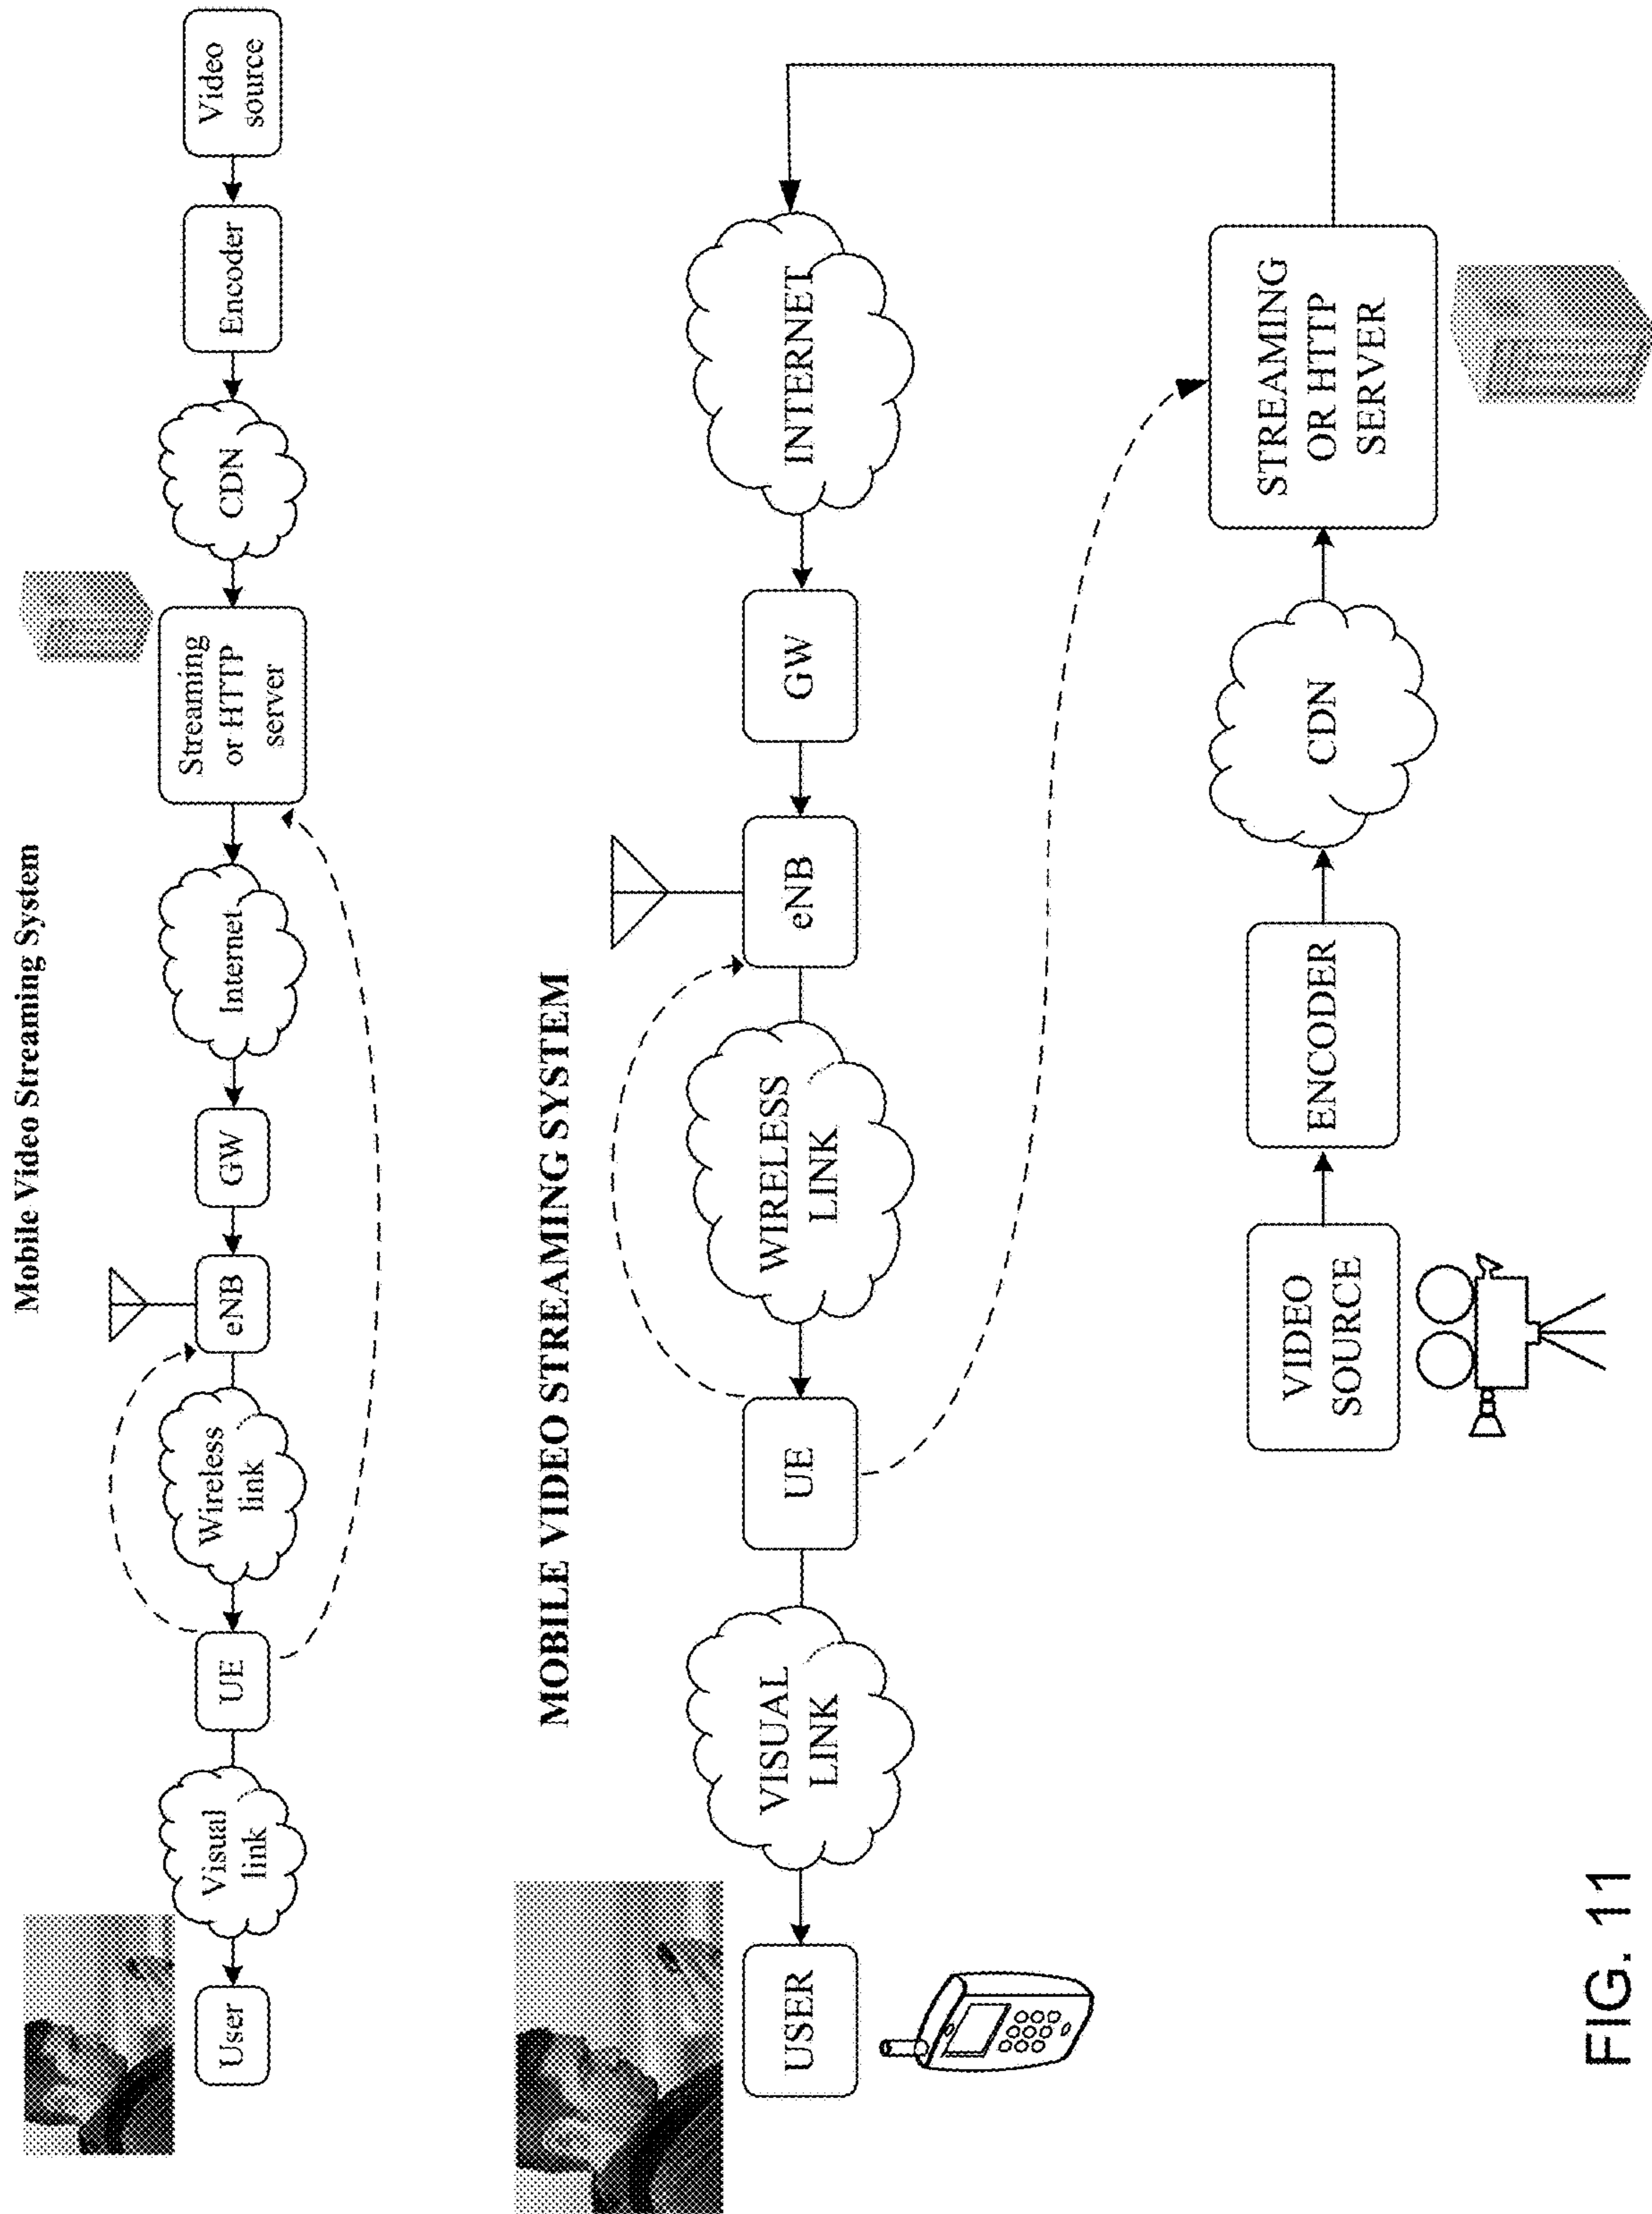 Mobile Video Streaming System
User
Visual
link
UE
Wireless
link
eNB
GW
Internet
Streaming
or HTTP
server
CDN
Encoder
Video
source
MOBILE VIDEO STREAMING SYSTEM
USER
VISUAL
LINK
UE
WIRELESS
LINK
eNB
GW
INTERNET
VIDEO
SOURCE
ENCODER
CDN
STREAMING
OR HTTP
SERVER
FIG. 11